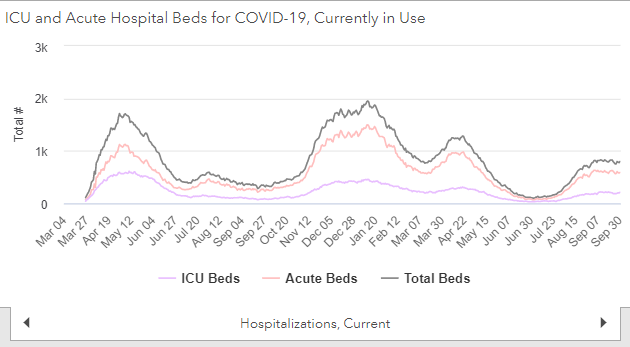 ICU and Acute Hospital Beds for COVID-19, Currently in Use
3k
2k
1k
0
Total #
Mar 04
Mar 27
Apr 19
May 12
Jun 04
Jun 27
Jul 20
Aug 12
Sep 04
Sep 27
Oct 20
Nov 12
Dec 05
Dec 28
Jan 20
Feb 12
Mar 07
Mar 30
Apr 22
May 15
Jun 07
Jun 30
Jul 23
Aug 15
Sep 07
Sep 30
ICU Beds Acute Beds Total Beds
Hospitalizations, Current